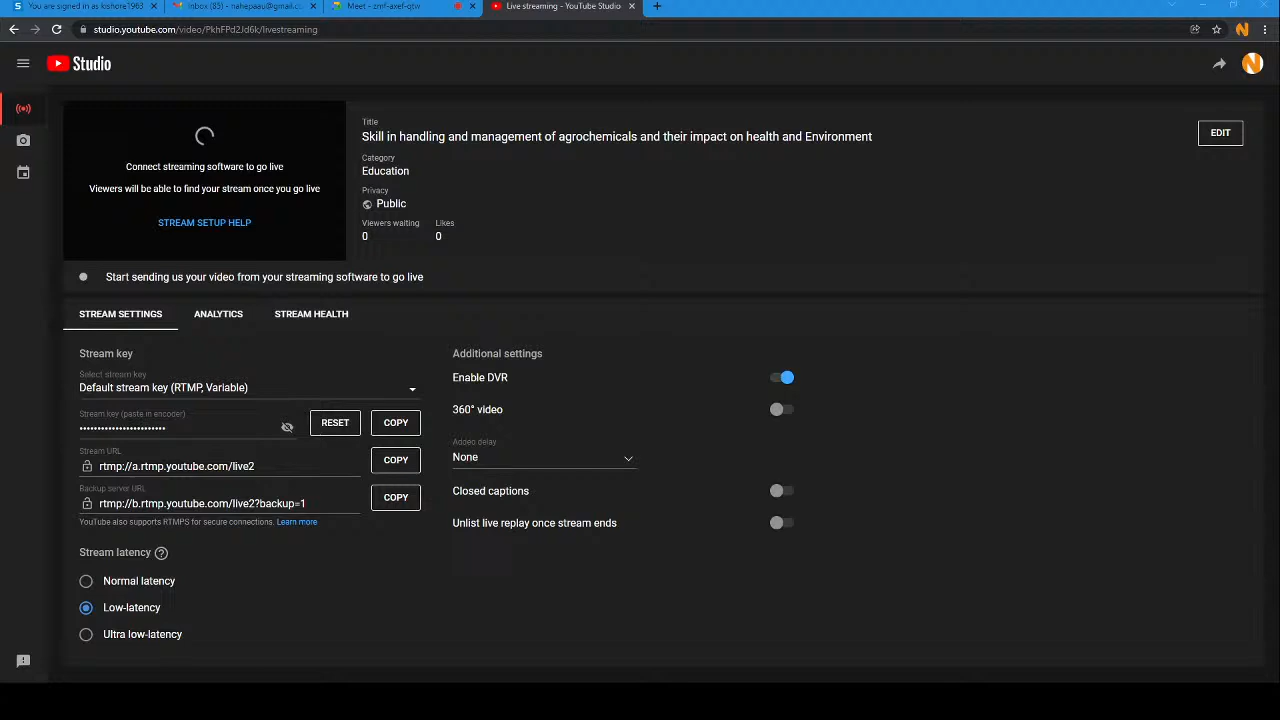 You are signed in as kishore1963
Inbox (85) - nahepaau@gmail.c
Meet - zmf-axef-qtw
Live streaming - YouTube Studio
studio.youtube.com/video/PkhFPd2Jd6k/livestreaming
Studio
Connect streaming software to go live
Viewers will be able to find your stream once you go live
STREAM SETUP HELP
Title
Skill in handling and management of agrochemicals and their impact on health and Environment
EDIT
Category
Education
Privacy
Public
Viewers waiting
Likes
0
0
Start sending us your video from your streaming software to go live
STREAM SETTINGS
ANALYTICS
STREAM HEALTH
Stream key
Select stream key
Default stream key (RTMP, Variable)
Stream key (paste in encoder)
RESET
COPY
Stream URL
rtmp://a.rtmp.youtube.com/live2
COPY
Backup server URL
rtmp://b.rtmp.youtube.com/live2?backup=1
COPY
YouTube also supports RTMPS for secure connections. Learn more
Stream latency
Normal latency
Low-latency
Ultra low-latency
Additional settings
Enable DVR
360° video
Added delay
None
Closed captions
Unlist live replay once stream ends